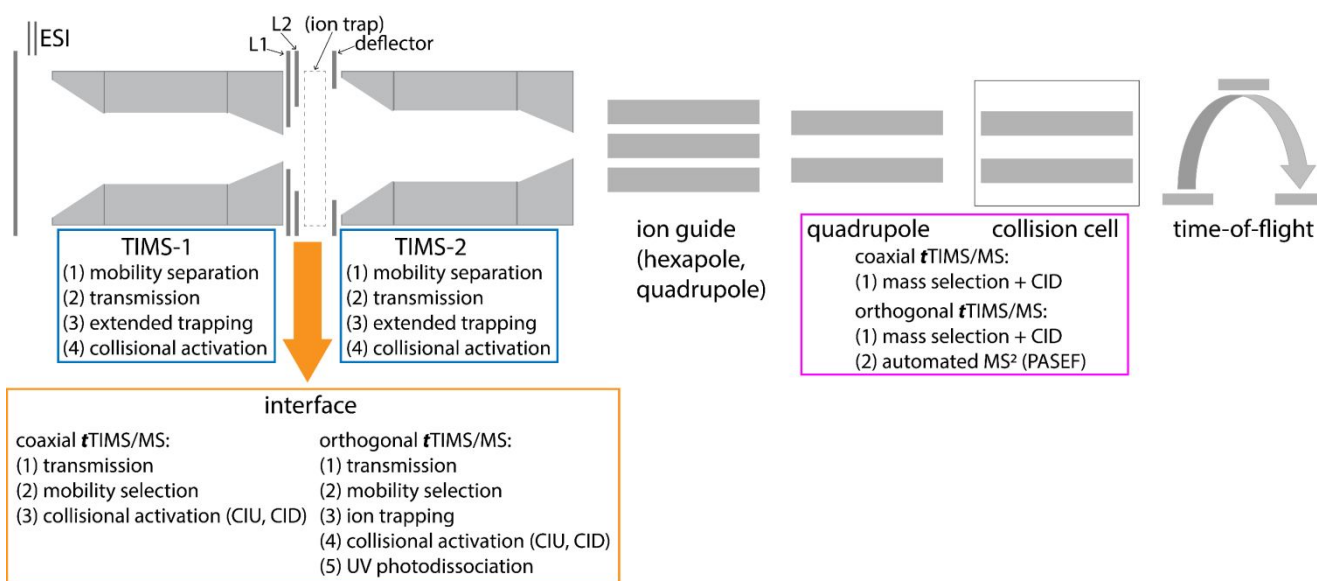 ESI
L1
L2
(ion trap)
deflector
TIMS-1
(1) mobility separation
(2) transmission
(3) extended trapping
(4) collisional activation
TIMS-2
(1) mobility separation
(2) transmission
(3) extended trapping
(4) collisional activation
ion guide
(hexapole,
quadrupole)
quadrupole
collision cell
coaxial tTIMS/MS:
(1) mass selection + CID
orthogonal tTIMS/MS:
(1) mass selection + CID
(2) automated MS² (PASEF)
time-of-flight
interface
coaxial tTIMS/MS:
(1) transmission
(2) mobility selection
(3) collisional activation (CIU, CID)
orthogonal tTIMS/MS:
(1) transmission
(2) mobility selection
(3) ion trapping
(4) collisional activation (CIU, CID)
(5) UV photodissociation